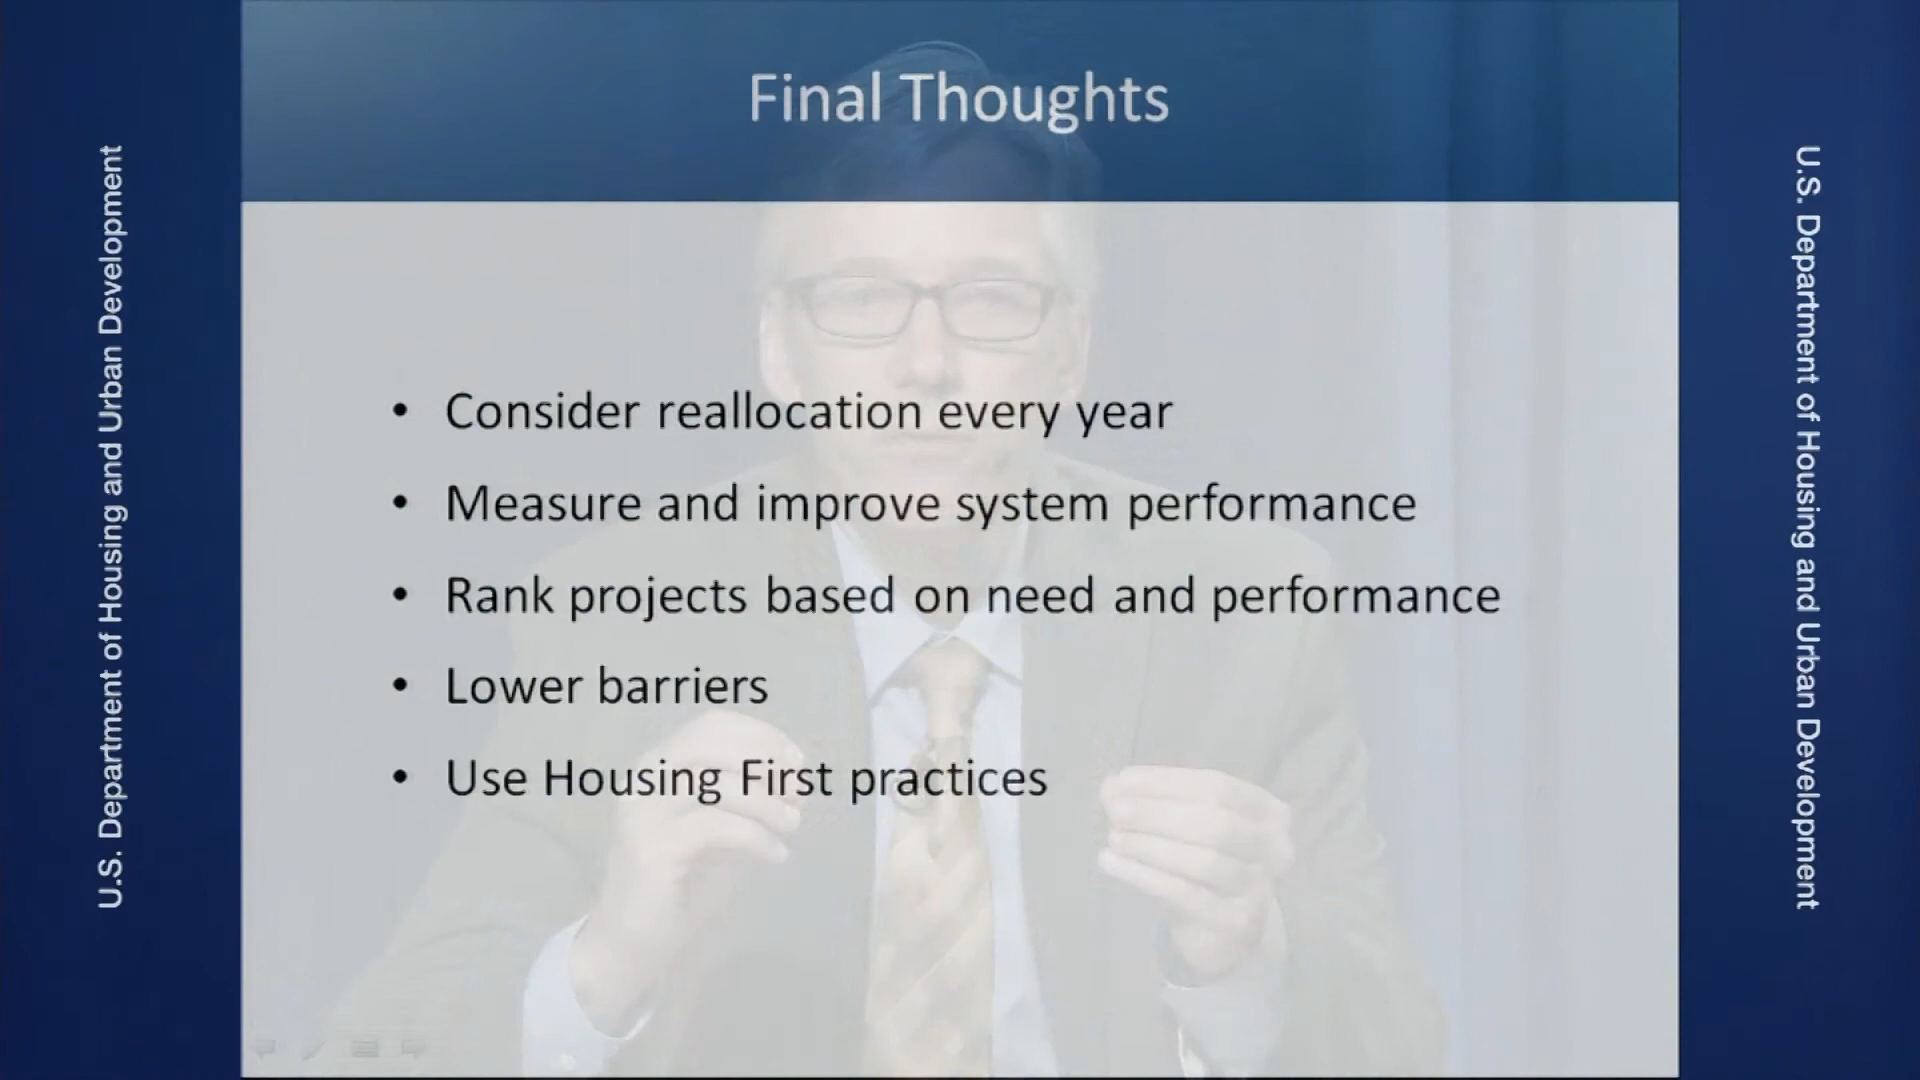 Final Thoughts
U.S. Department of Housing and Urban Development
• Consider reallocation every year
• Measure and improve system performance
• Rank projects based on need and performance
• Lower barriers
• Use Housing First practices
U.S. Department of Housing and Urban Development